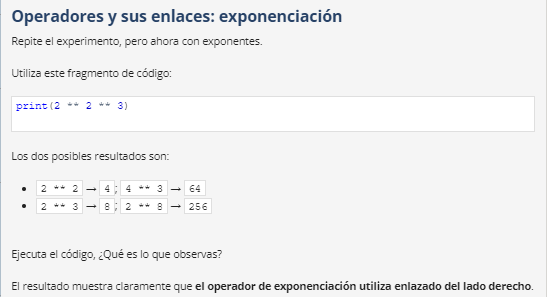 Operadores y sus enlaces: exponenciación
Repite el experimento, pero ahora con exponentes.
Utiliza este fragmento de código:
print(2 ** 2 ** 3)
Los dos posibles resultados son:
• 2 ** 2 → 4; 4 ** 3 → 64
• 2 ** 3 → 8; 2 ** 8 → 256
Ejecuta el código, ¿Qué es lo que observas?
El resultado muestra claramente que el operador de exponenciación utiliza enlazado del lado derecho.